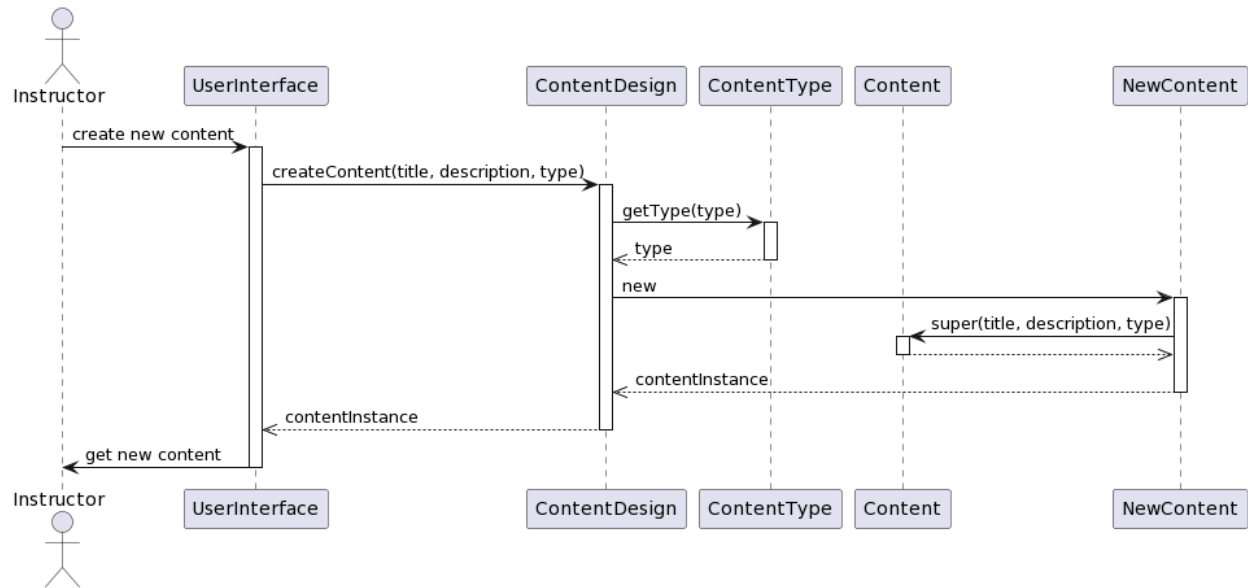 Instructor
UserInterface
ContentDesign
ContentType
Content
NewContent
create new content
createContent(title, description, type)
getType(type)
type
new
super(title, description, type)
contentInstance
contentInstance
get new content
Instructor
UserInterface
ContentDesign
ContentType
Content
NewContent